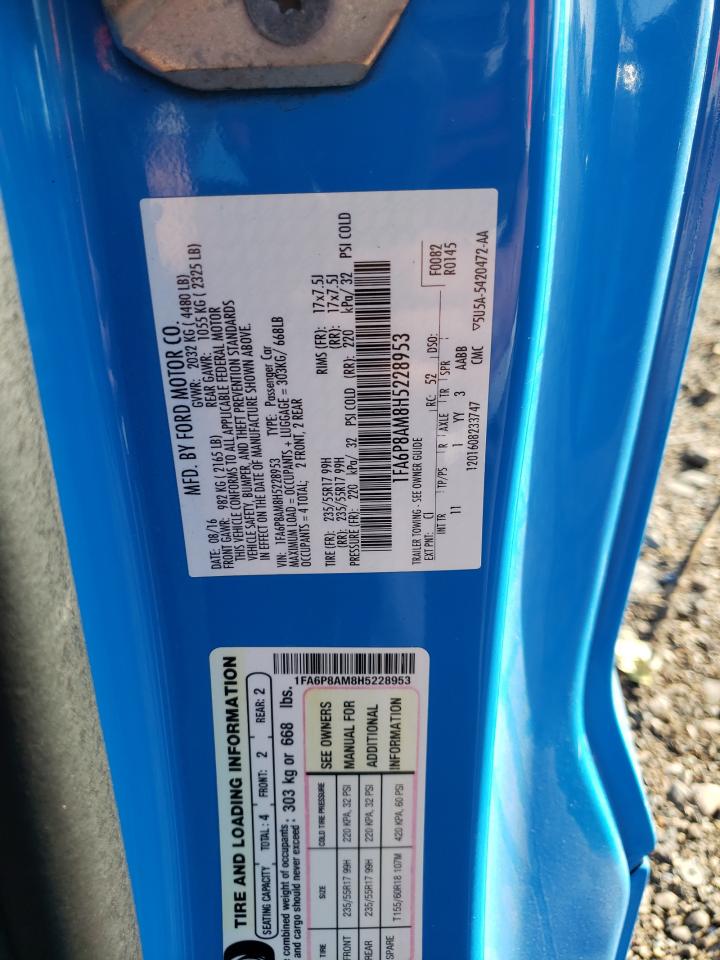 MFD. BY FORD MOTOR CO.
DATE: 08/16 GVWR: 2032 KG ( 4480 LB)
FRONT GAWR: 982 KG ( 2165 LB) REAR GAWR: 1055 KG ( 2325 LB)
THIS VEHICLE CONFORMS TO ALL APPLICABLE FEDERAL MOTOR
VEHICLE SAFETY, BUMPER, AND THEFT PREVENTION STANDARDS
IN EFFECT ON THE DATE OF MANUFACTURE SHOWN ABOVE.
VIN: 1FA6P8AM8H5228953 TYPE: Passenger Car
MAXIMUM LOAD = OCCUPANTS + LUGGAGE = 303KG/ 668LB
OCCUPANTS = 4 TOTAL; 2 FRONT, 2 REAR
TIRE (FR): 235/55R17 99H RIMS (FR): 17x7.5J
(RR): 235/55R17 99H (RR): 17x7.5J
PRESSURE (FR): 220 kPa/ 32 PSI COLD (RR): 220 kPa/ 32 PSI COLD
1FA6P8AM8H5228953
TRAILER TOWING - SEE OWNER GUIDE F0082
EXT PNT: CI RC: 52 DSO: R0145
INT TR TP/PS R AXLE TR SPR
11 1 YY 3 AABB
1201608233747 CMC
▽5U5A-5420472-AA
TIRE AND LOADING INFORMATION
SEATING CAPACITY TOTAL: 4 FRONT: 2 REAR: 2
combined weight of occupants
and cargo should never exceed : 303 kg or 668 lbs.
1FA6P8AM8H5228953
TIRE SIZE COLD TIRE PRESSURE SEE OWNERS
FRONT 235/55R17 99H 220 KPA, 32 PSI MANUAL FOR
REAR 235/55R17 99H 220 KPA, 32 PSI ADDITIONAL
SPARE T155/60R18 107M 420 KPA, 60 PSI INFORMATION